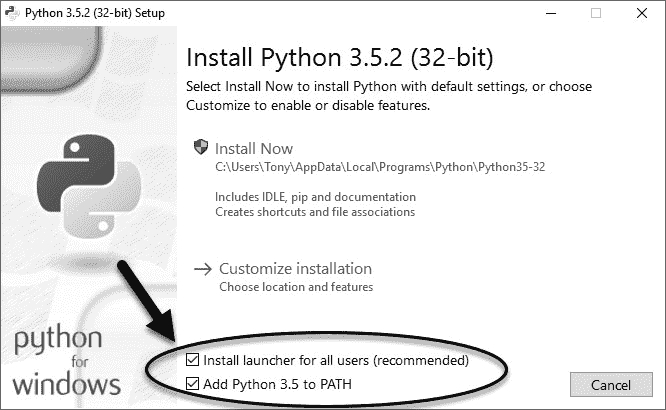 Python 3.5.2 (32-bit) Setup
Install Python 3.5.2 (32-bit)
Select Install Now to install Python with default settings, or choose
Customize to enable or disable features.
Install Now
C:\Users\Tony\AppData\Local\Programs\Python\Python35-32
Includes IDLE, pip and documentation
Creates shortcuts and file associations
Customize installation
Choose location and features
python
for
windows
Install launcher for all users (recommended)
Add Python 3.5 to PATH
Cancel